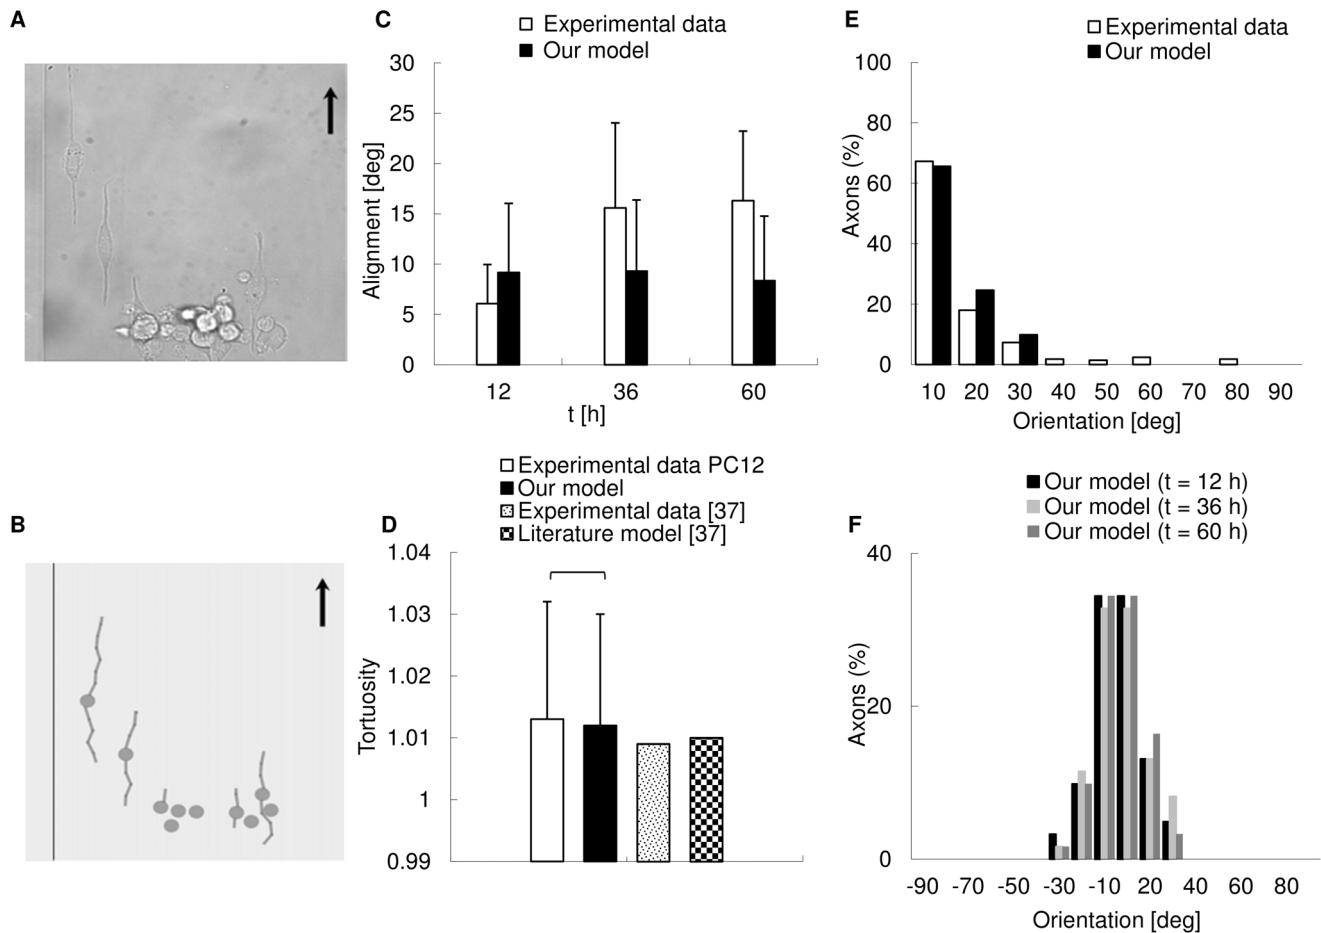 A
B
C
Experimental data
Our model
30
25
20
15
10
5
0
Alignment [deg]
12 36 60
t [h]
E
Experimental data
Our model
100
80
60
40
20
0
Axons (%)
10 20 30 40 50 60 70 80 90
Orientation [deg]
D
Experimental data PC12
Our model
Experimental data [37]
Literature model [37]
1.04
1.03
1.02
1.01
1
0.99
Tortuosity
F
Our model (t = 12 h)
Our model (t = 36 h)
Our model (t = 60 h)
40
20
0
Axons (%)
-90 -70 -50 -30 -10 20 40 60 80
Orientation [deg]